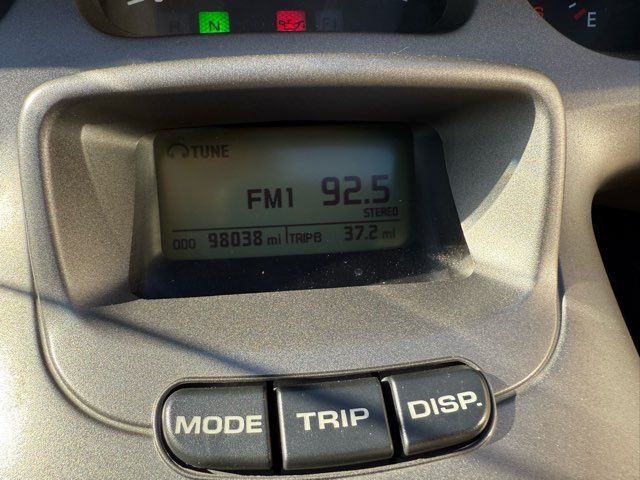 R N
E
TUNE
FM1 92.5
STEREO
ODO 98038 mi TRIP B 37.2 mi
MODE TRIP DISP.